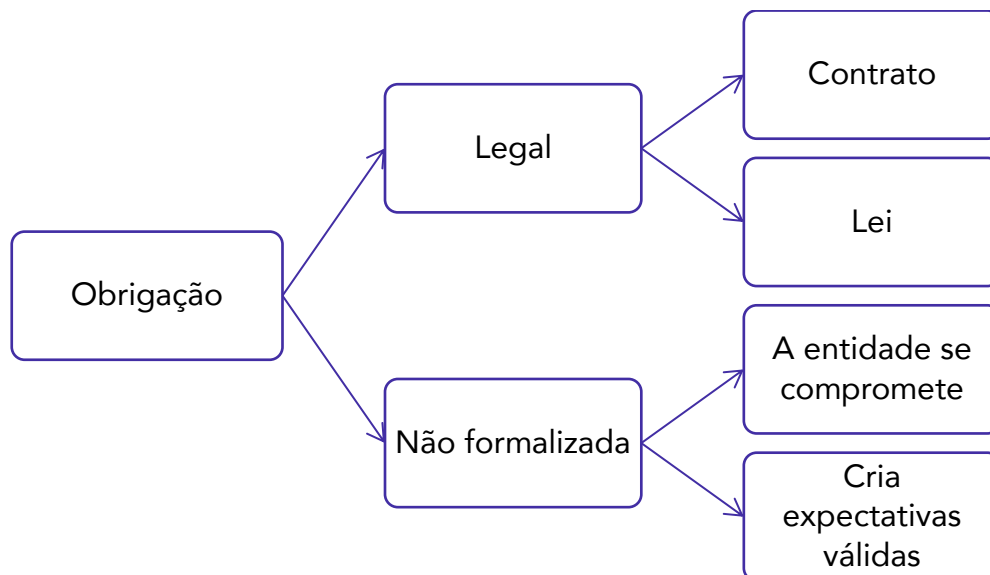 Contrato
Legal
Lei
Obrigação
A entidade se
compromete
Não formalizada
Cria
expectativas
válidas